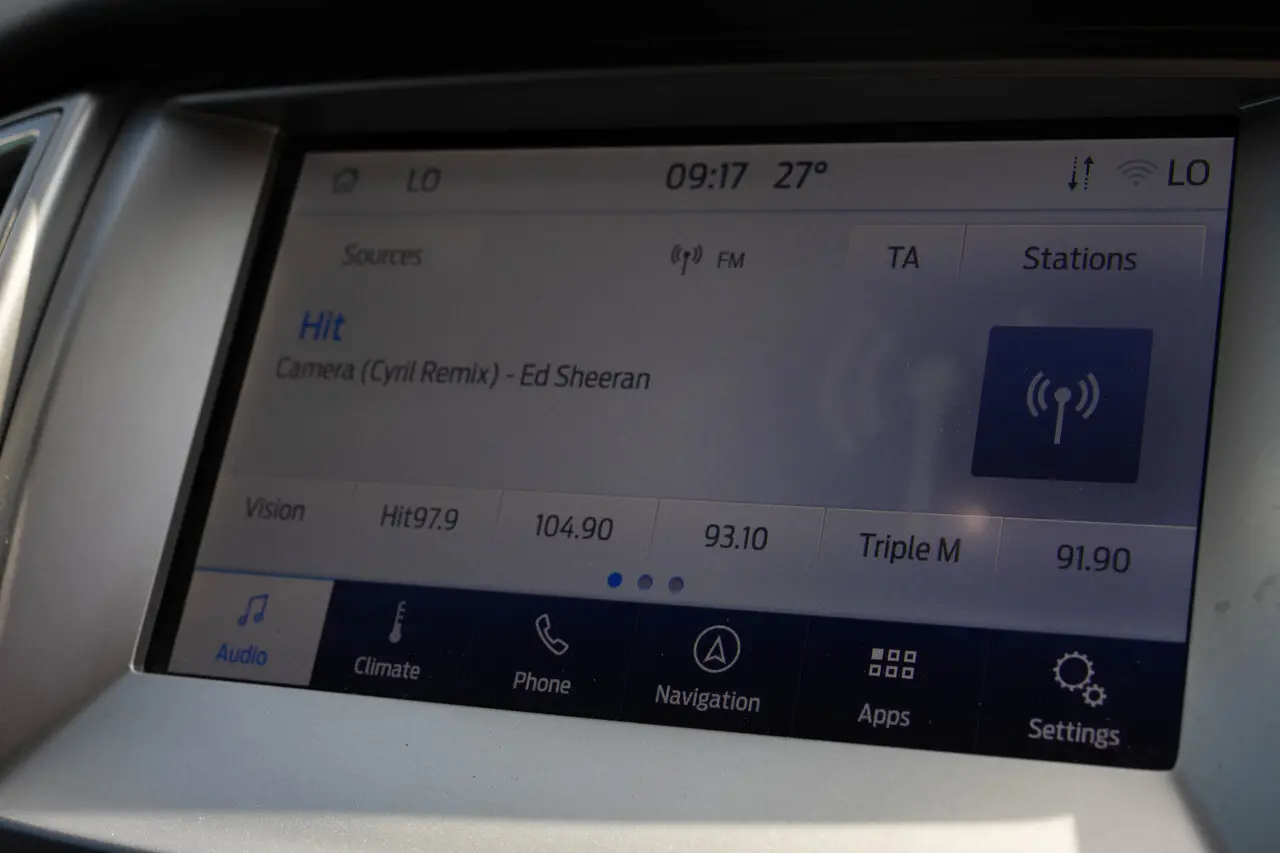 LO 09:17 27° LO
Sources FM TA Stations
Hit
Camera (Cyril Remix) - Ed Sheeran
Vision Hit97.9 104.90 93.10 Triple M 91.90
Audio Climate Phone Navigation Apps Settings